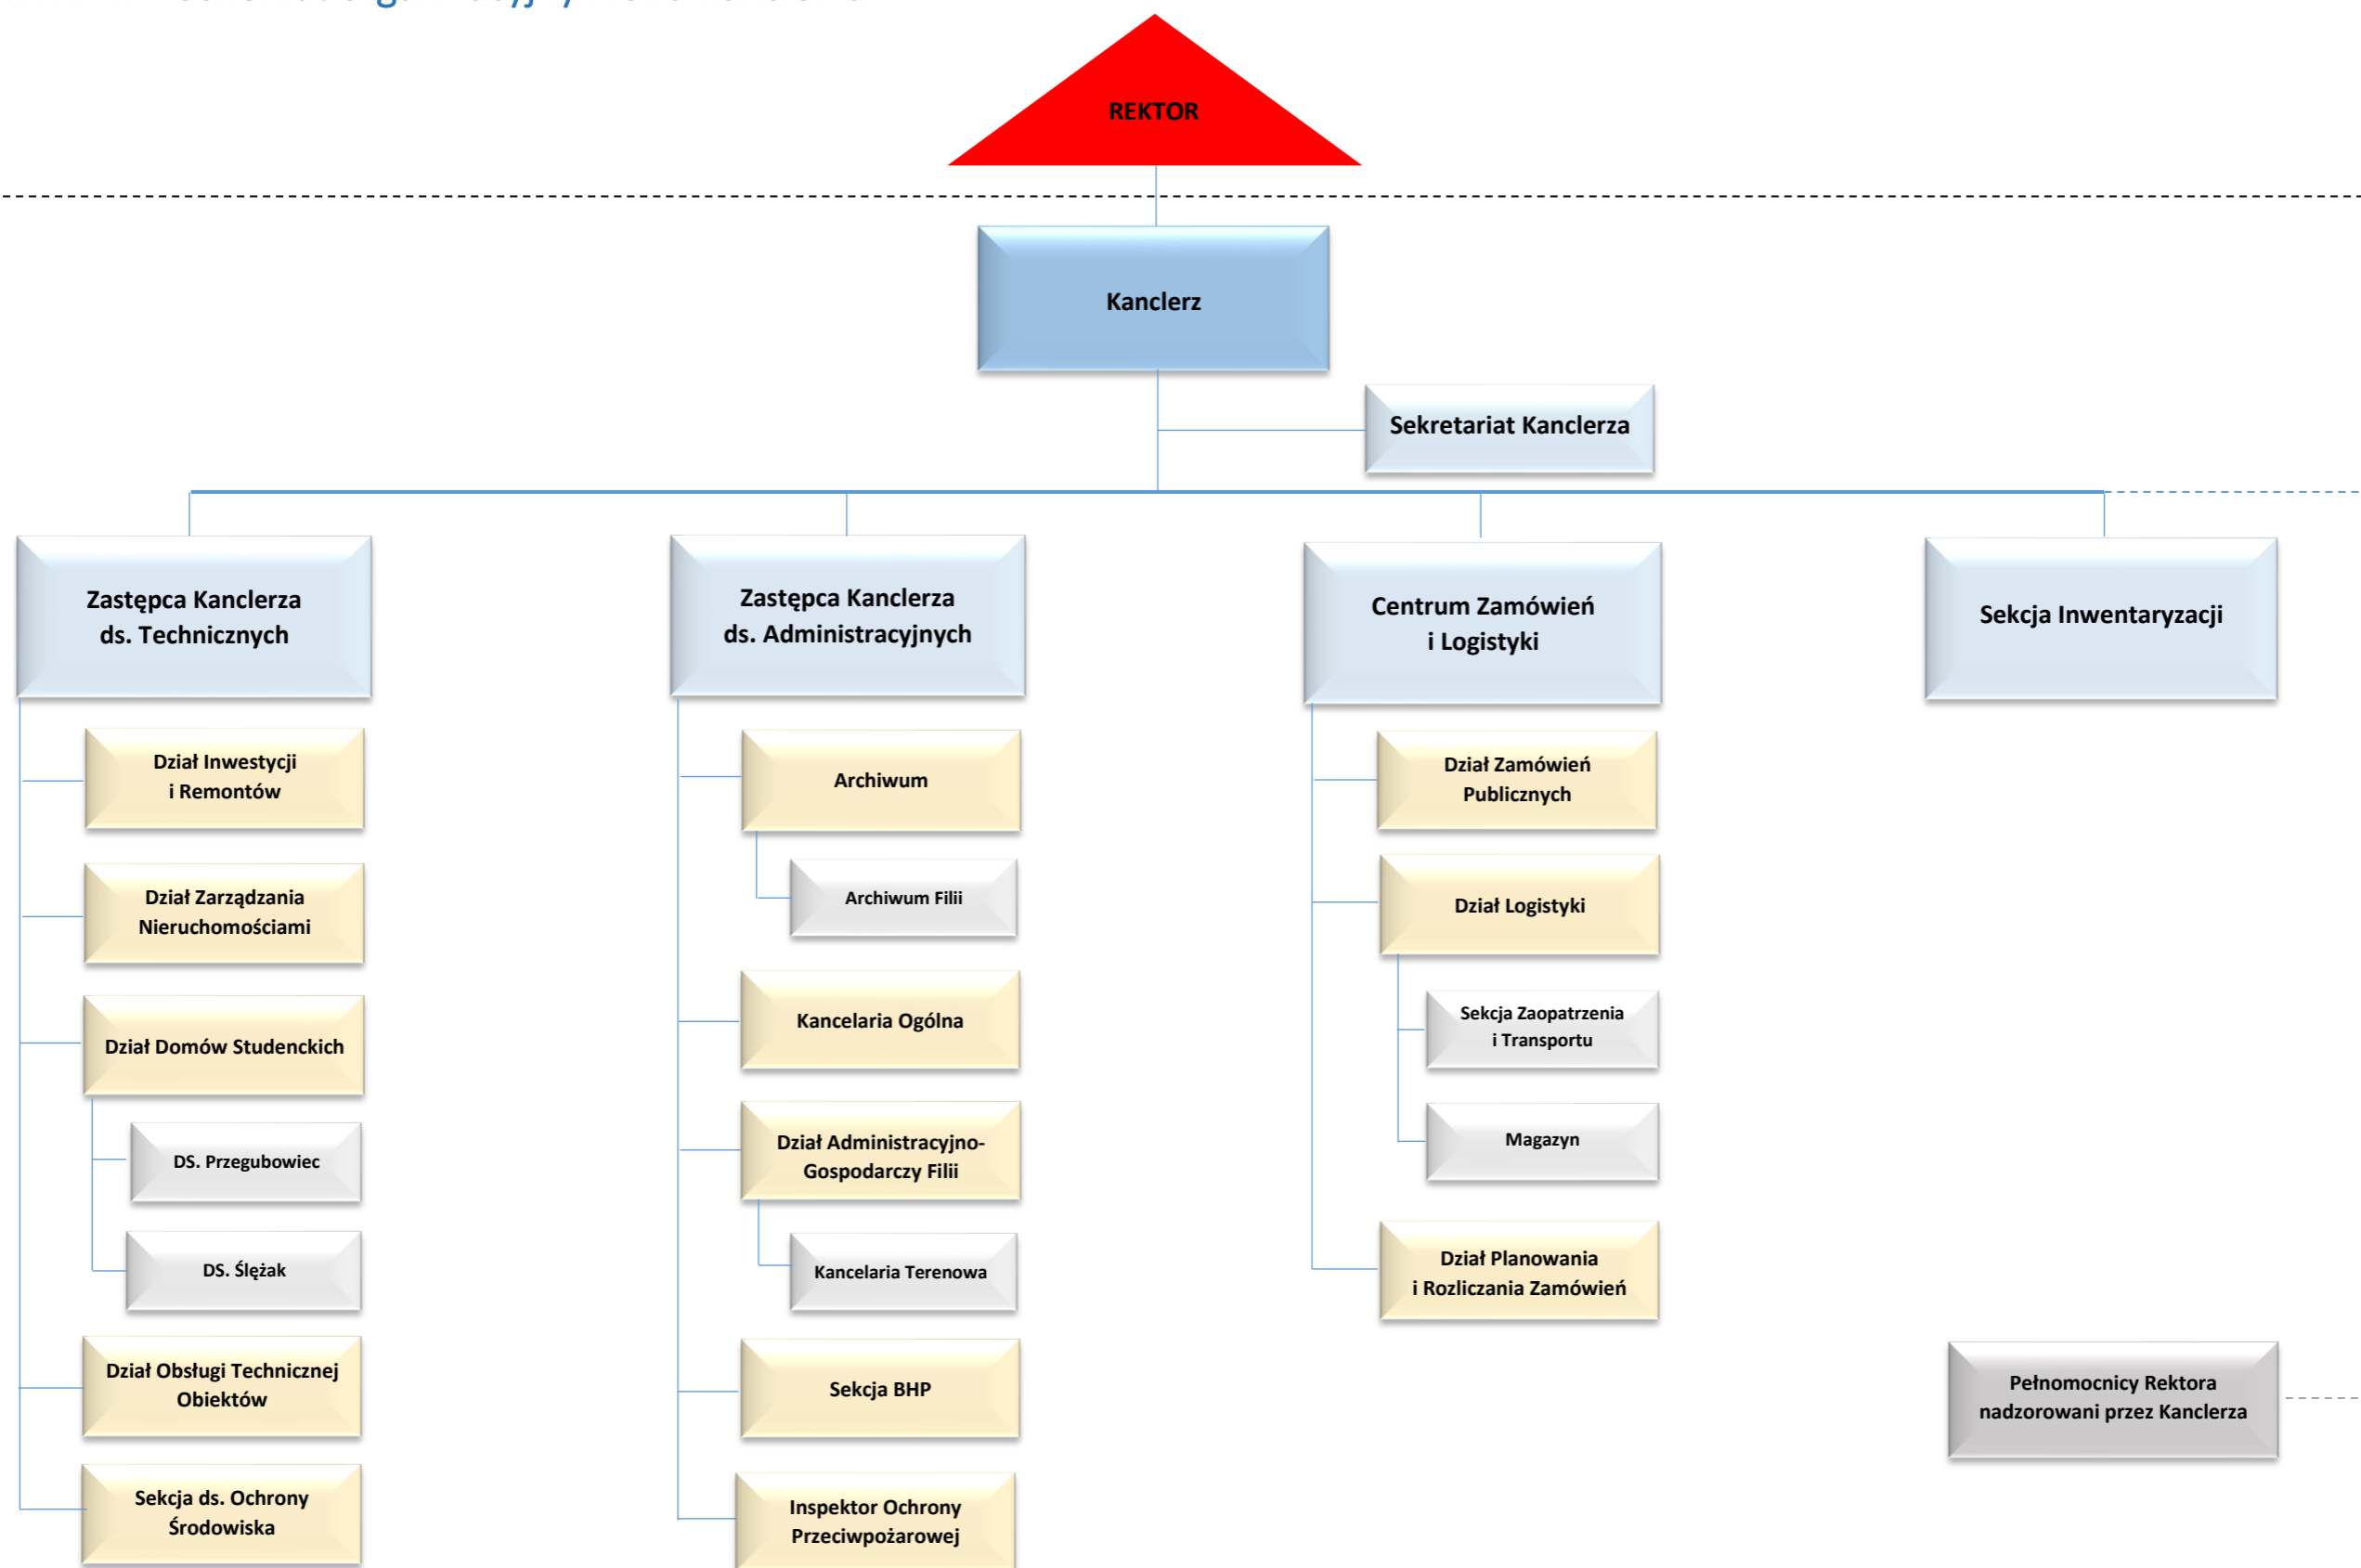 REKTOR
Kanclerz
Sekretariat Kanclerza
Zastępca Kanclerza
ds. Technicznych
Zastępca Kanclerza
ds. Administracyjnych
Centrum Zamówień
i Logistyki
Sekcja Inwentaryzacji
Dział Inwestycji
i Remontów
Dział Zarządzania
Nieruchomościami
Dział Domów Studenckich
DS. Przegubowiec
DS. Ślężak
Dział Obsługi Technicznej
Obiektów
Sekcja ds. Ochrony
Środowiska
Archiwum
Archiwum Filii
Kancelaria Ogólna
Dział Administracyjno-
Gospodarczy Filii
Kancelaria Terenowa
Sekcja BHP
Inspektor Ochrony
Przeciwpożarowej
Dział Zamówień
Publicznych
Dział Logistyki
Sekcja Zaopatrzenia
i Transportu
Magazyn
Dział Planowania
i Rozliczania Zamówień
Pełnomocnicy Rektora
nadzorowani przez Kanclerza